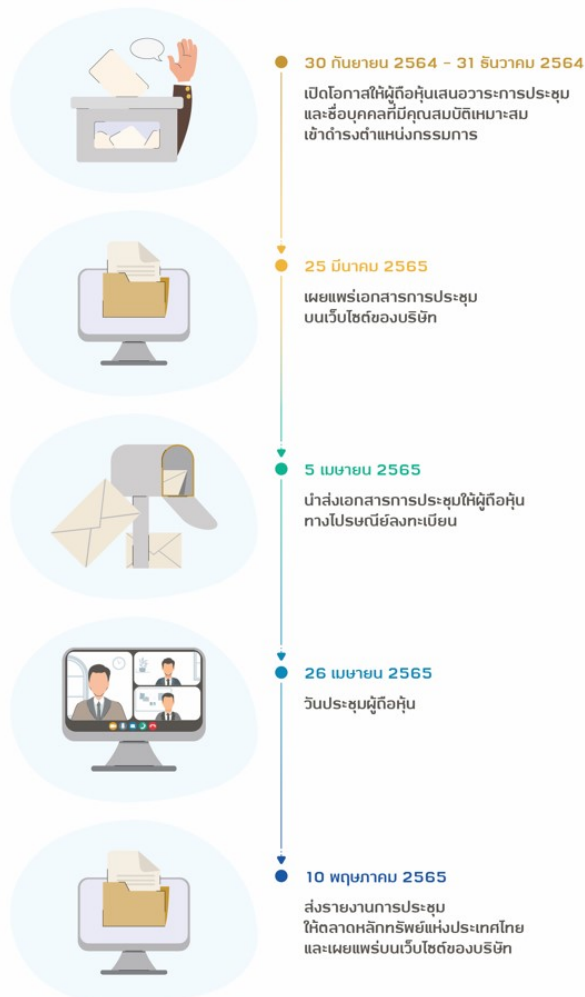 30 กันยายน 2564 - 31 ธันวาคม 2564
เปิดโอกาสให้ผู้ถือหุ้นเสนอวาระการประชุม
และชื่อบุคคลที่มีคุณสมบัติเหมาะสม
เข้าดำรงตำแหน่งกรรมการ
25 มีนาคม 2565
เผยแพร่เอกสารการประชุม
บนเว็บไซต์ของบริษัท
5 เมษายน 2565
นำส่งเอกสารการประชุมให้ผู้ถือหุ้น
ทางไปรษณีย์ลงทะเบียน
26 เมษายน 2565
วันประชุมผู้ถือหุ้น
10 พฤษภาคม 2565
ส่งรายงานการประชุม
ให้ตลาดหลักทรัพย์แห่งประเทศไทย
และเผยแพร่บนเว็บไซต์ของบริษัท